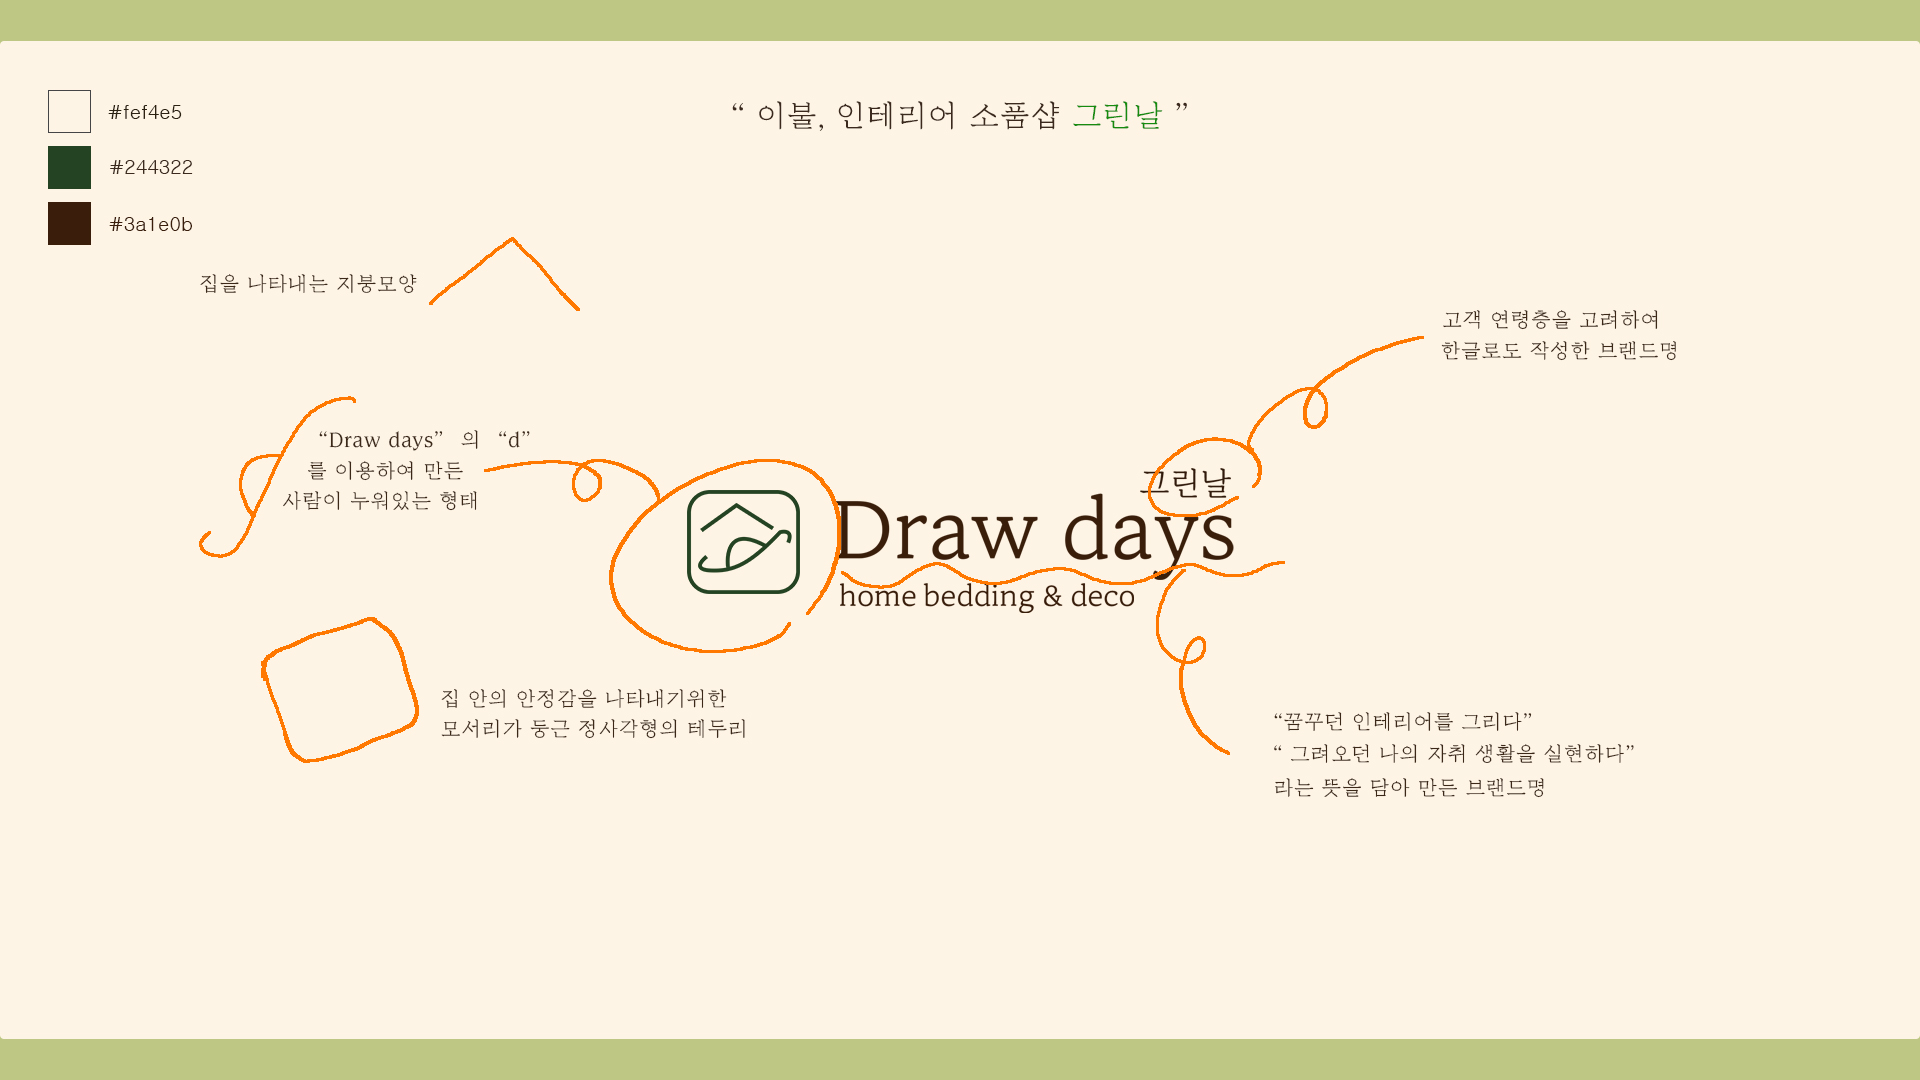 #fef4e5
#244322
#3a1e0b
“ 이불, 인테리어 소품샵 그린날 ”
집을 나타내는 지붕모양
고객 연령층을 고려하여
한글로도 작성한 브랜드명
“Draw days” 의 “d”
를 이용하여 만든
사람이 누워있는 형태
그린날
Draw days
home bedding & deco
집 안의 안정감을 나타내기위한
모서리가 둥근 정사각형의 테두리
“꿈꾸던 인테리어를 그리다”
“ 그려오던 나의 자취 생활을 실현하다”
라는 뜻을 담아 만든 브랜드명